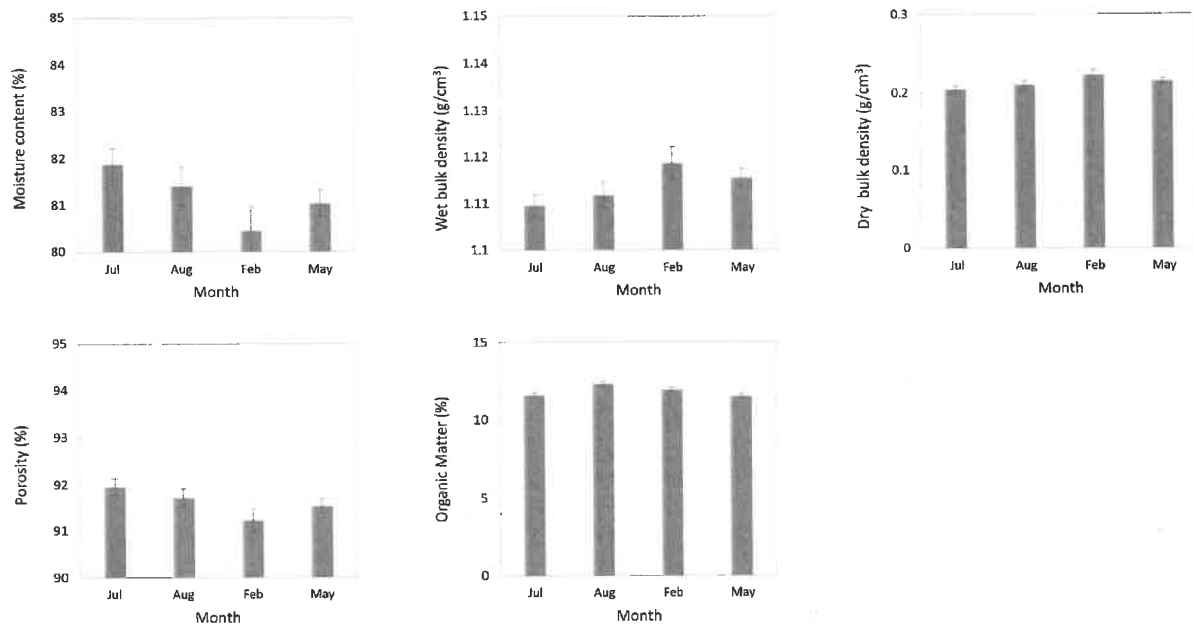 Moisture content (%)
85
84
83
82
81
80
Jul Aug Feb May
Month
Wet bulk density (g/cm³)
1.15
1.14
1.13
1.12
1.11
1.1
Jul Aug Feb May
Month
Dry bulk density (g/cm³)
0.3
0.2
0.1
0
Jul Aug Feb May
Month
Porosity (%)
95
94
93
92
91
90
Jul Aug Feb May
Month
Organic Matter (%)
15
10
5
0
Jul Aug Feb May
Month